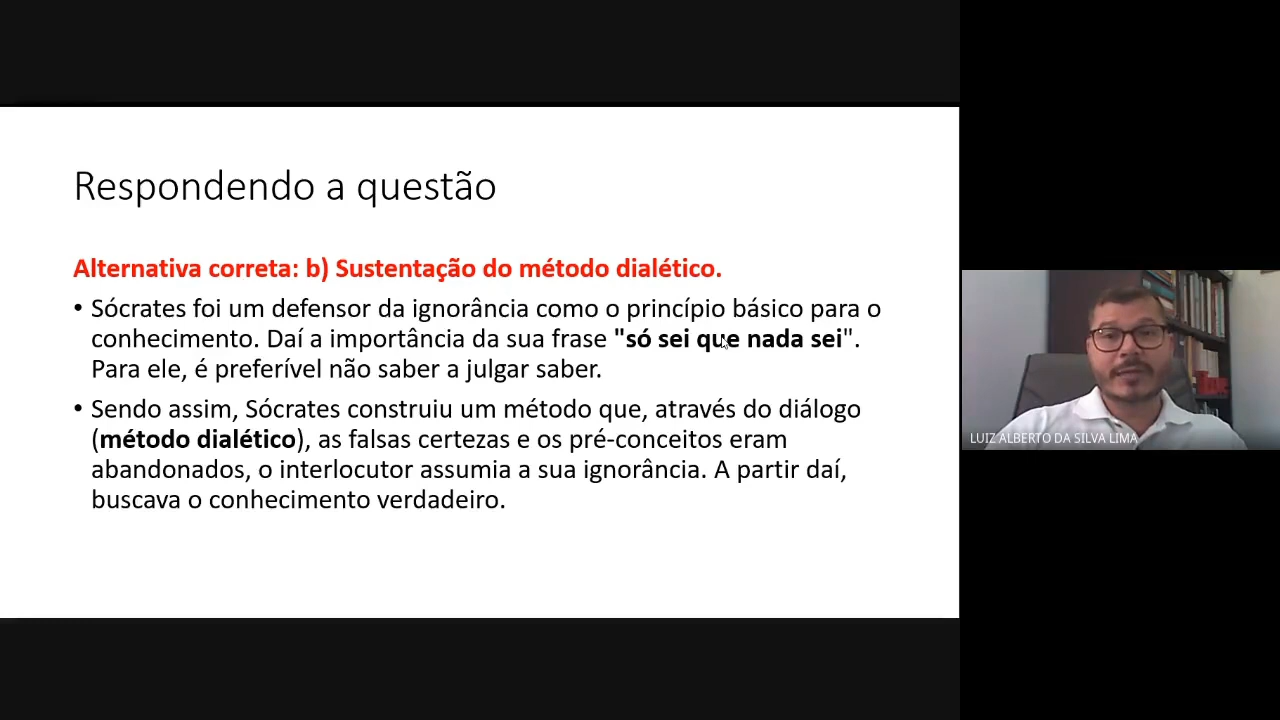 Respondendo a questão
Alternativa correta: b) Sustentação do método dialético.
• Sócrates foi um defensor da ignorância como o princípio básico para o
conhecimento. Daí a importância da sua frase "só sei que nada sei".
Para ele, é preferível não saber a julgar saber.
• Sendo assim, Sócrates construiu um método que, através do diálogo
(método dialético), as falsas certezas e os pré-conceitos eram
abandonados, o interlocutor assumia a sua ignorância. A partir daí,
buscava o conhecimento verdadeiro.
LUIZ ALBERTO DA SILVA LIMA